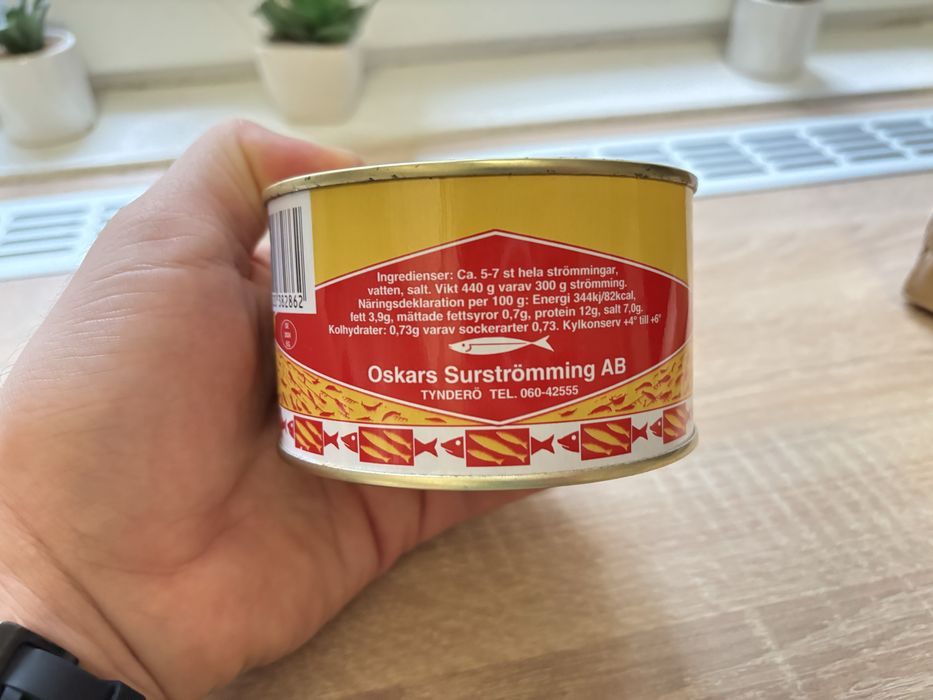 Ingredienser: Ca. 5-7 st hela strömmingar,
vatten, salt. Vikt 440 g varav 300 g strömming.
Näringsdeklaration per 100 g: Energi 344kj/82kcal,
fett 3,9g, mättade fettsyror 0,7g, protein 12g, salt 7,0g.
Kolhydrater: 0,73g varav sockerarter 0,73. Kylkonserv +4° till +6°
Oskars Surströmming AB
TYNDERÖ TEL. 060-42555